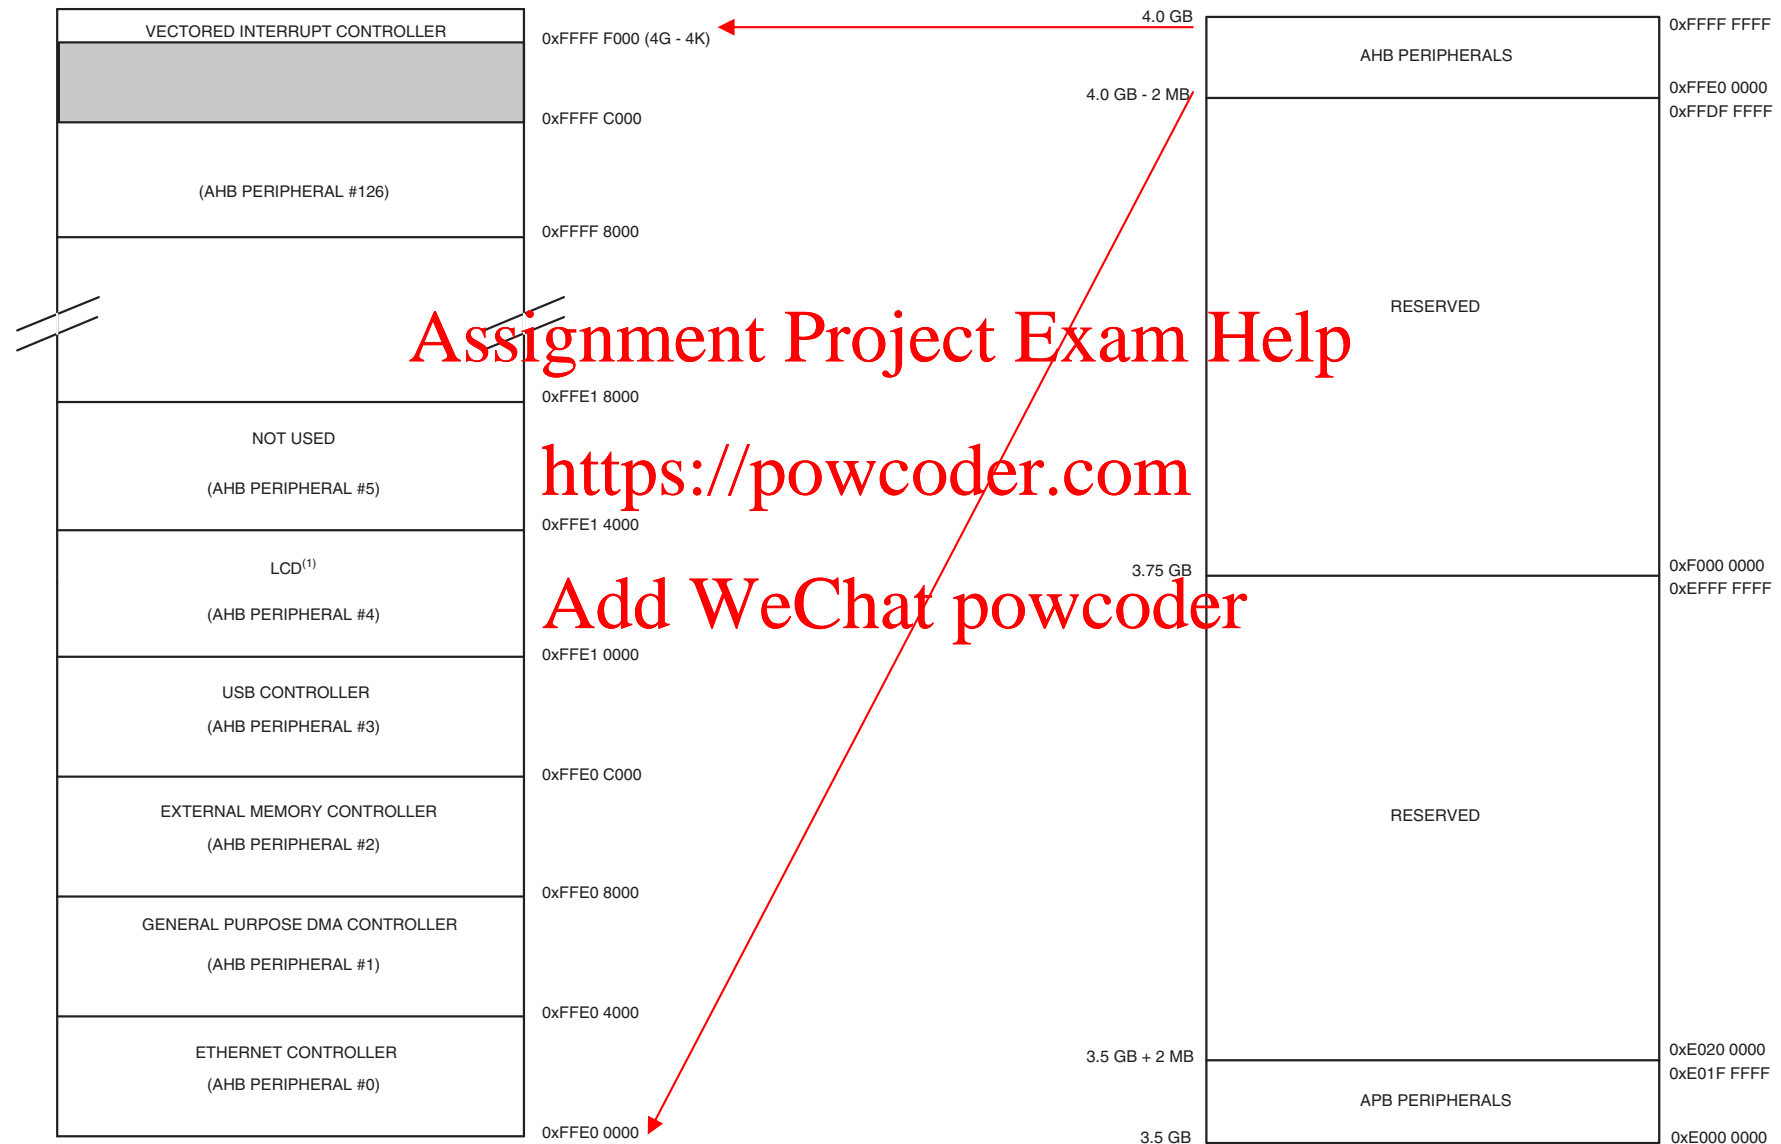 VECTORED INTERRUPT CONTROLLER
0xFFFF F000 (4G - 4K)
0xFFFF C000
(AHB PERIPHERAL #126)
0xFFFF 8000
0xFFE1 8000
NOT USED
(AHB PERIPHERAL #5)
0xFFE1 4000
LCD(1)
(AHB PERIPHERAL #4)
0xFFE1 0000
USB CONTROLLER
(AHB PERIPHERAL #3)
0xFFE0 C000
EXTERNAL MEMORY CONTROLLER
(AHB PERIPHERAL #2)
0xFFE0 8000
GENERAL PURPOSE DMA CONTROLLER
(AHB PERIPHERAL #1)
0xFFE0 4000
ETHERNET CONTROLLER
(AHB PERIPHERAL #0)
0xFFE0 0000
Assignment Project Exam Help
https://powcoder.com
Add WeChat powcoder
4.0 GB
0xFFFF FFFF
AHB PERIPHERALS
4.0 GB - 2 MB
0xFFE0 0000
0xFFDF FFFF
RESERVED
3.75 GB
0xF000 0000
0xEFFF FFFF
RESERVED
3.5 GB + 2 MB
0xE020 0000
0xE01F FFFF
APB PERIPHERALS
3.5 GB
0xE000 0000